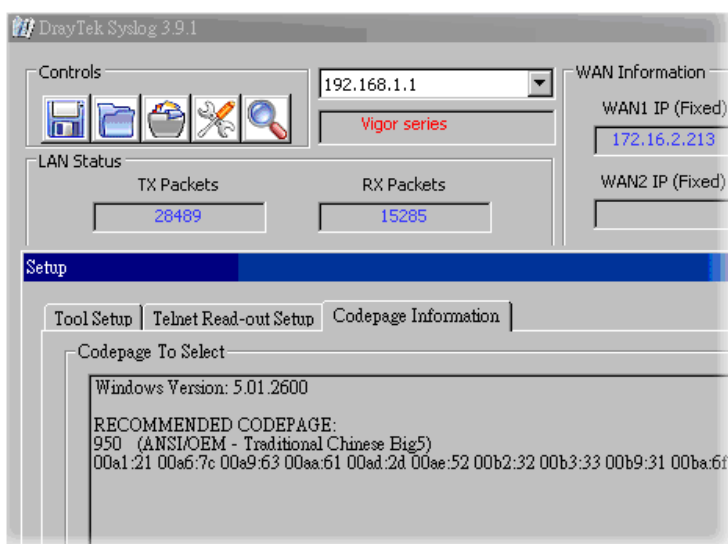 DrayTek Syslog 3.9.1
Controls
192.168.1.1
Vigor series
WAN Information
WAN1 IP (Fixed)
172.16.2.213
WAN2 IP (Fixed)
LAN Status
TX Packets
RX Packets
28489
15285
Setup
Tool Setup
Telnet Read-out Setup
Codepage Information
Codepage To Select
Windows Version: 5.01.2600
RECOMMENDED CODEPAGE:
950 (ANSI/OEM - Traditional Chinese Big5)
00a1:21 00a6:7c 00a9:63 00aa:61 00ad:2d 00ae:52 00b2:32 00b3:33 00b9:31 00ba:6f